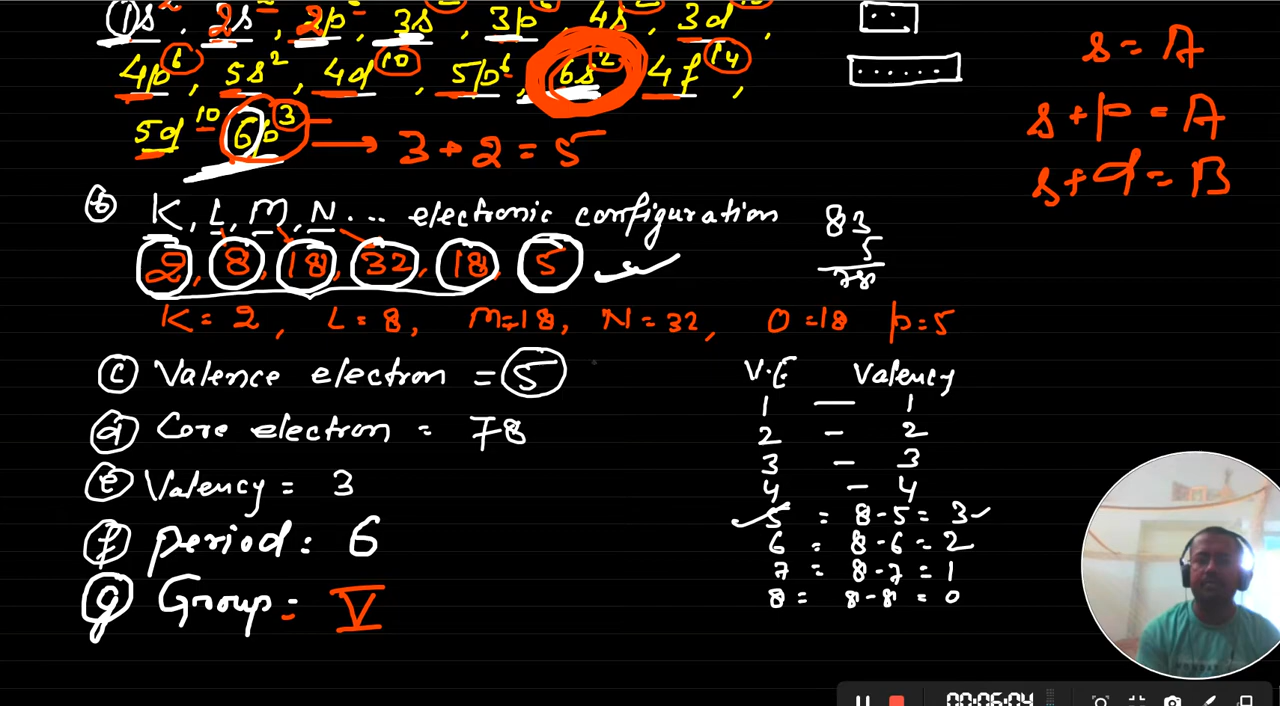 1s², 2s², 2p⁶, 3s², 3p⁶, 4s², 3d¹⁰,
4p⁶, 5s², 4d¹⁰, 5p⁶, 6s², 4f¹⁴,
5d¹⁰ 6p³ → 3 + 2 = 5
s = A
s + p = A
s + d = B
b K, L, M, N... electronic configuration
2, 8, 18, 32, 18, 5
K = 2, L = 8, M = 18, N = 32, O = 18 p = 5
83
5
78
c Valence electron = 5
d Core electron = 78
e Valency = 3
f period: 6
g Group = V
V.E Valency
1 — 1
2 - 2
3 - 3
4 - 4
5 = 8-5 = 3
6 = 8-6 = 2
7 = 8-7 = 1
8 = 8-8 = 0
00:06:04